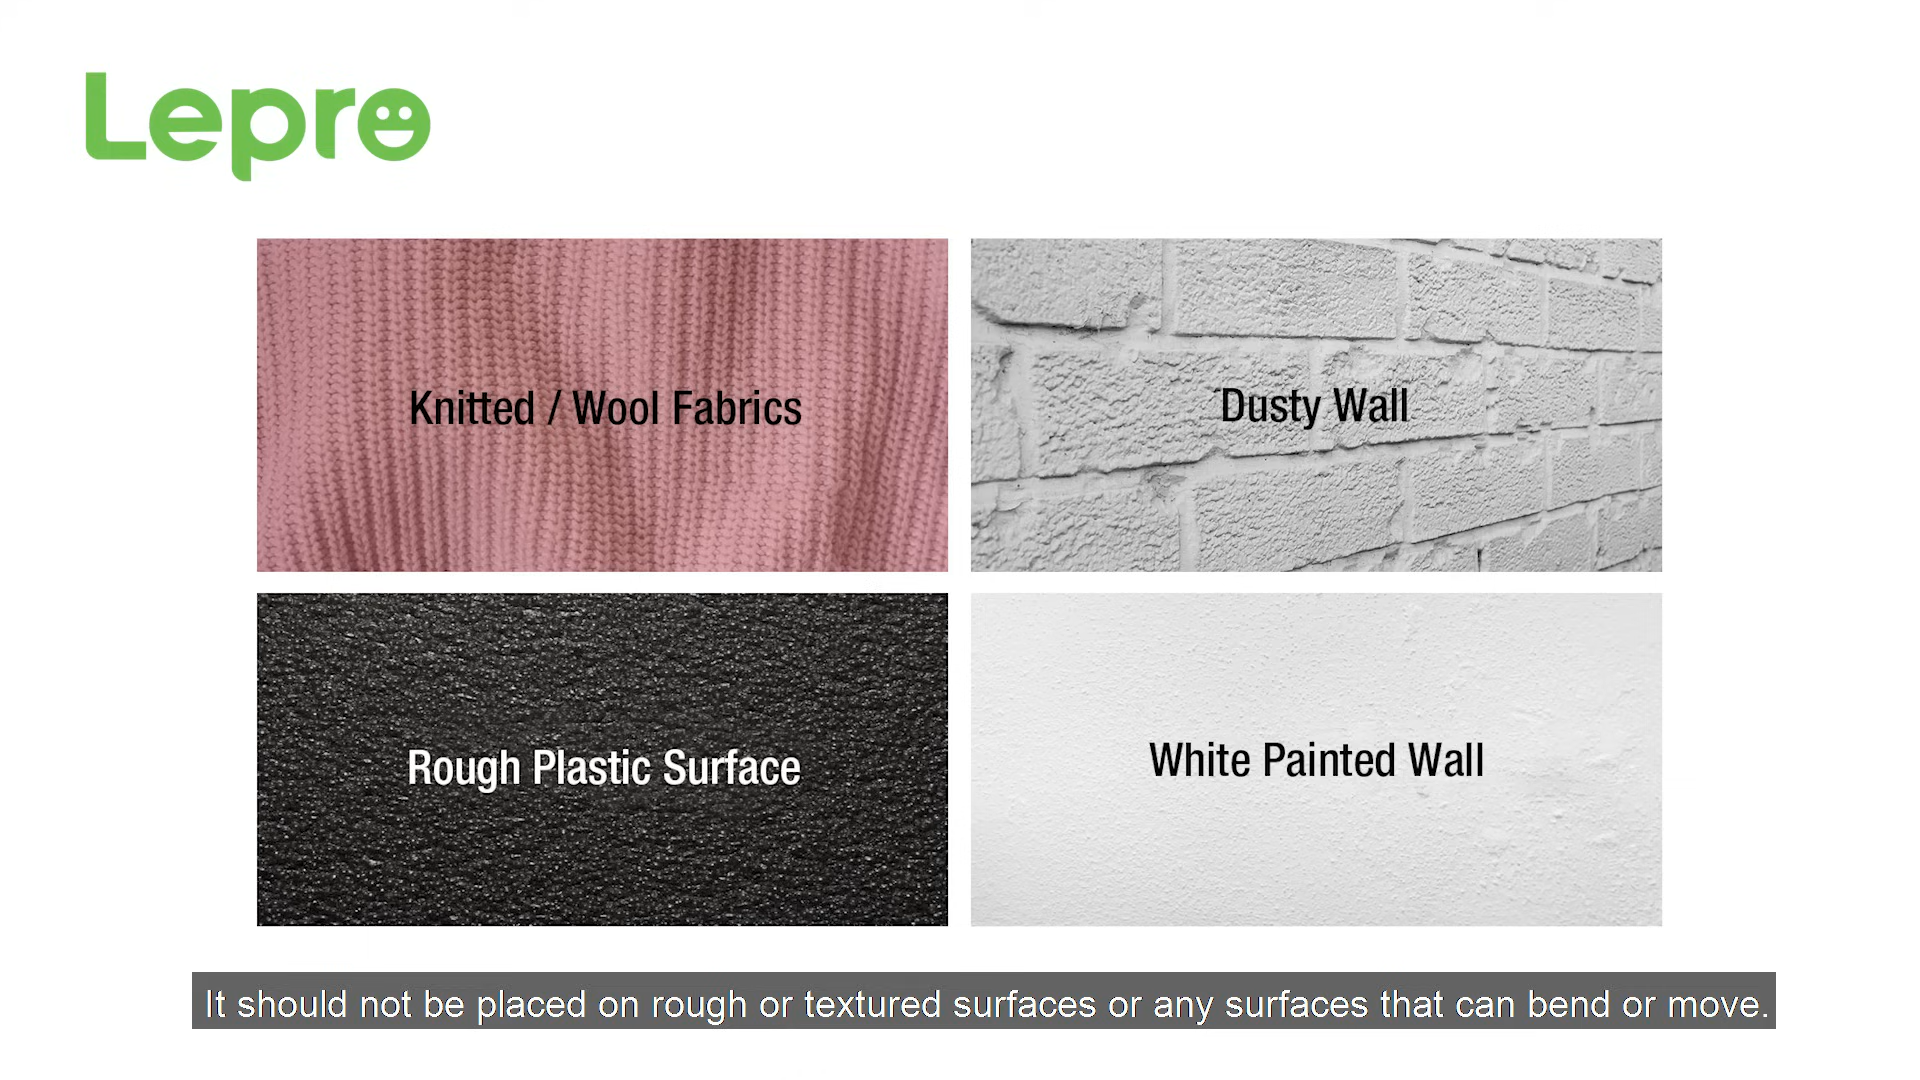 Lepro
Knitted / Wool Fabrics
Dusty Wall
Rough Plastic Surface
White Painted Wall
It should not be placed on rough or textured surfaces or any surfaces that can bend or move.